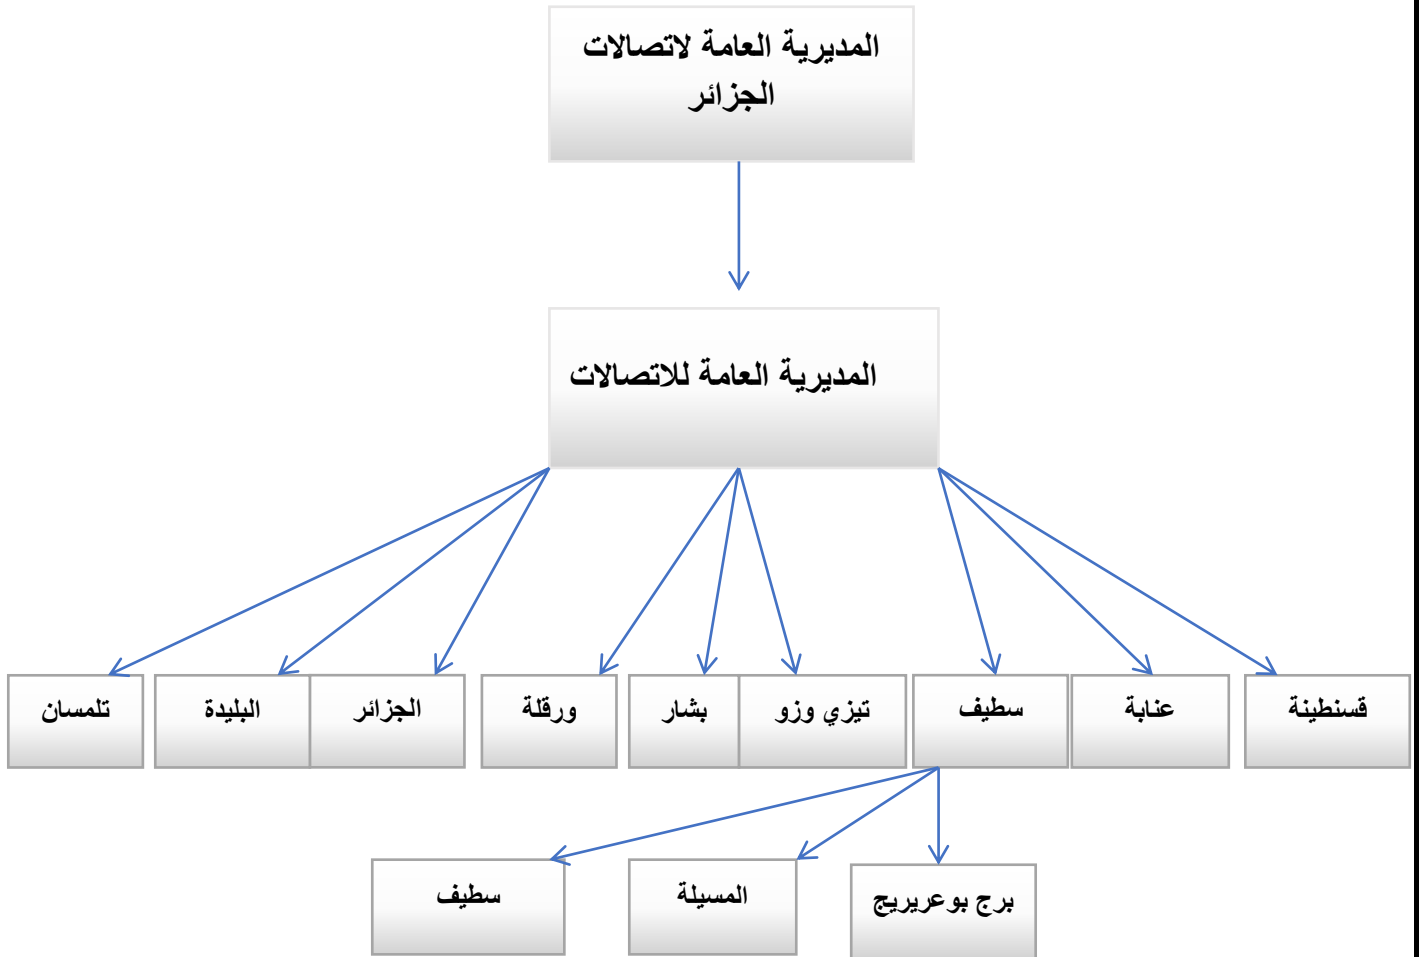 المديرية العامة لاتصالات
الجزائر
المديرية العامة للاتصالات
قسنطينة
عنابة
سطيف
تيزي وزو
بشار
ورقلة
الجزائر
البليدة
تلمسان
برج بوعريريج
المسيلة
سطيف